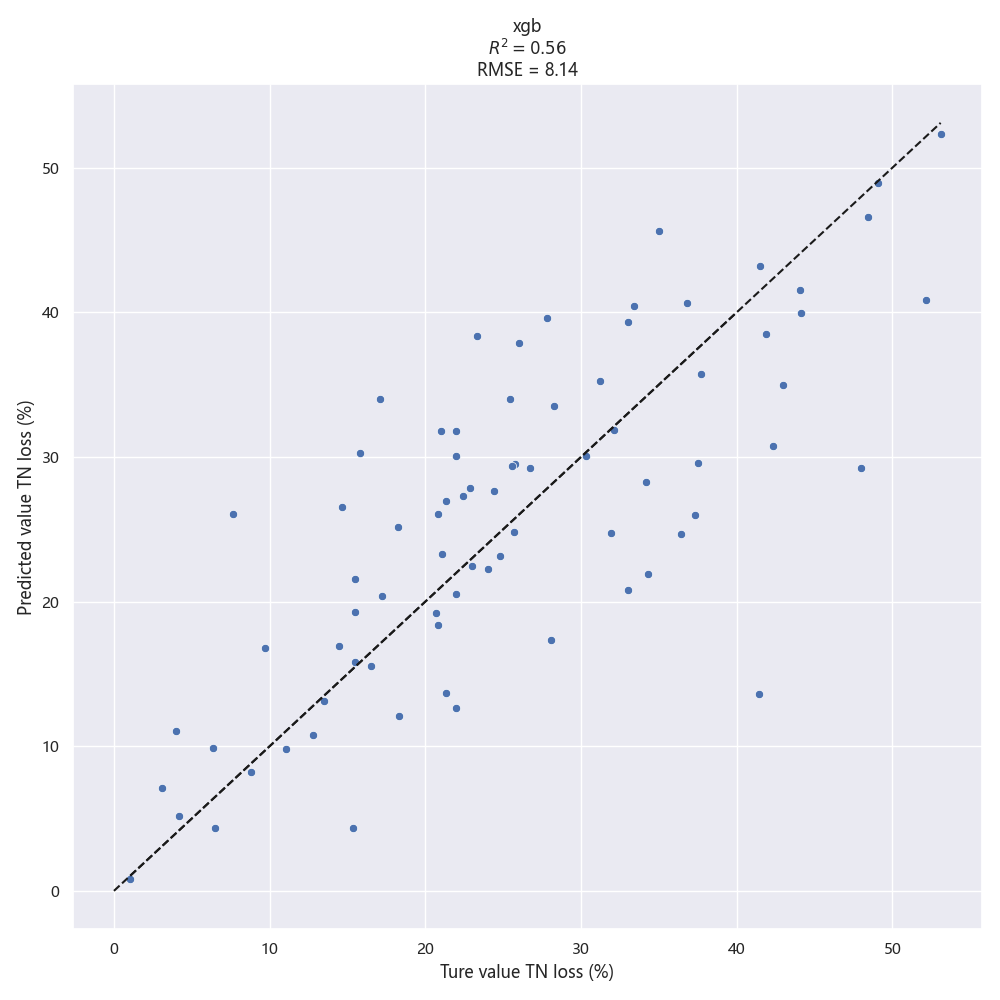 xgb
R² = 0.56
RMSE = 8.14
Predicted value TN loss (%)
50
40
30
20
10
0
0 10 20 30 40 50
Ture value TN loss (%)